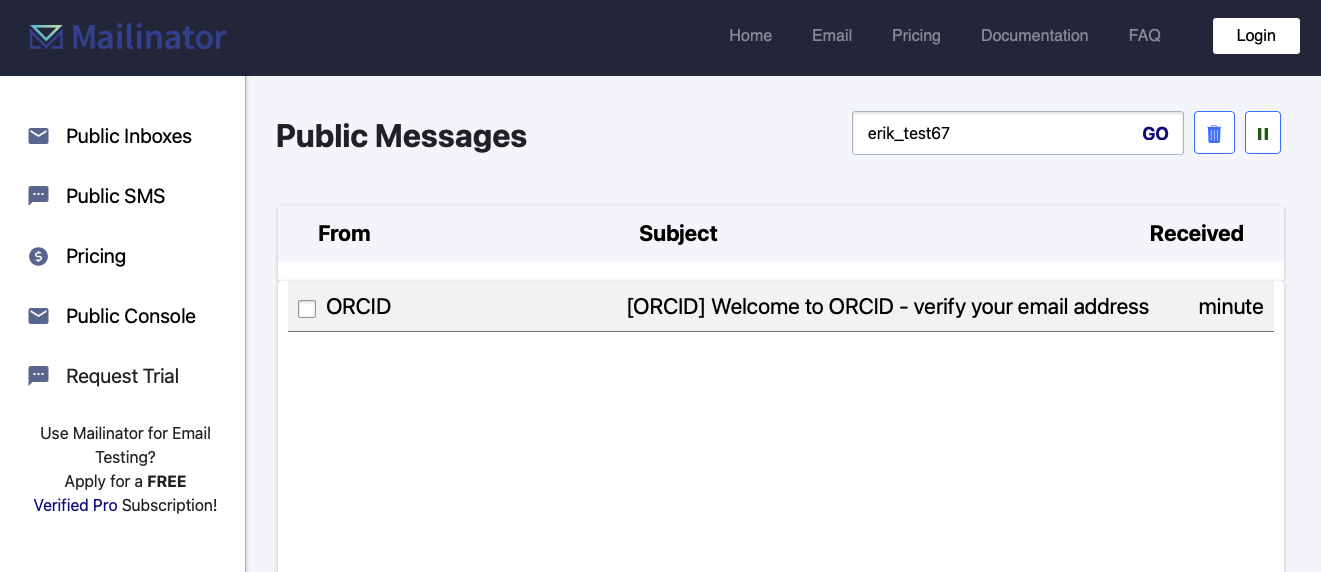 Mailinator
Home Email Pricing Documentation FAQ Login
Public Inboxes
Public SMS
Pricing
Public Console
Request Trial
Use Mailinator for Email
Testing?
Apply for a FREE
Verified Pro Subscription!
Public Messages
erik_test67 GO
From Subject Received
ORCID [ORCID] Welcome to ORCID - verify your email address minute